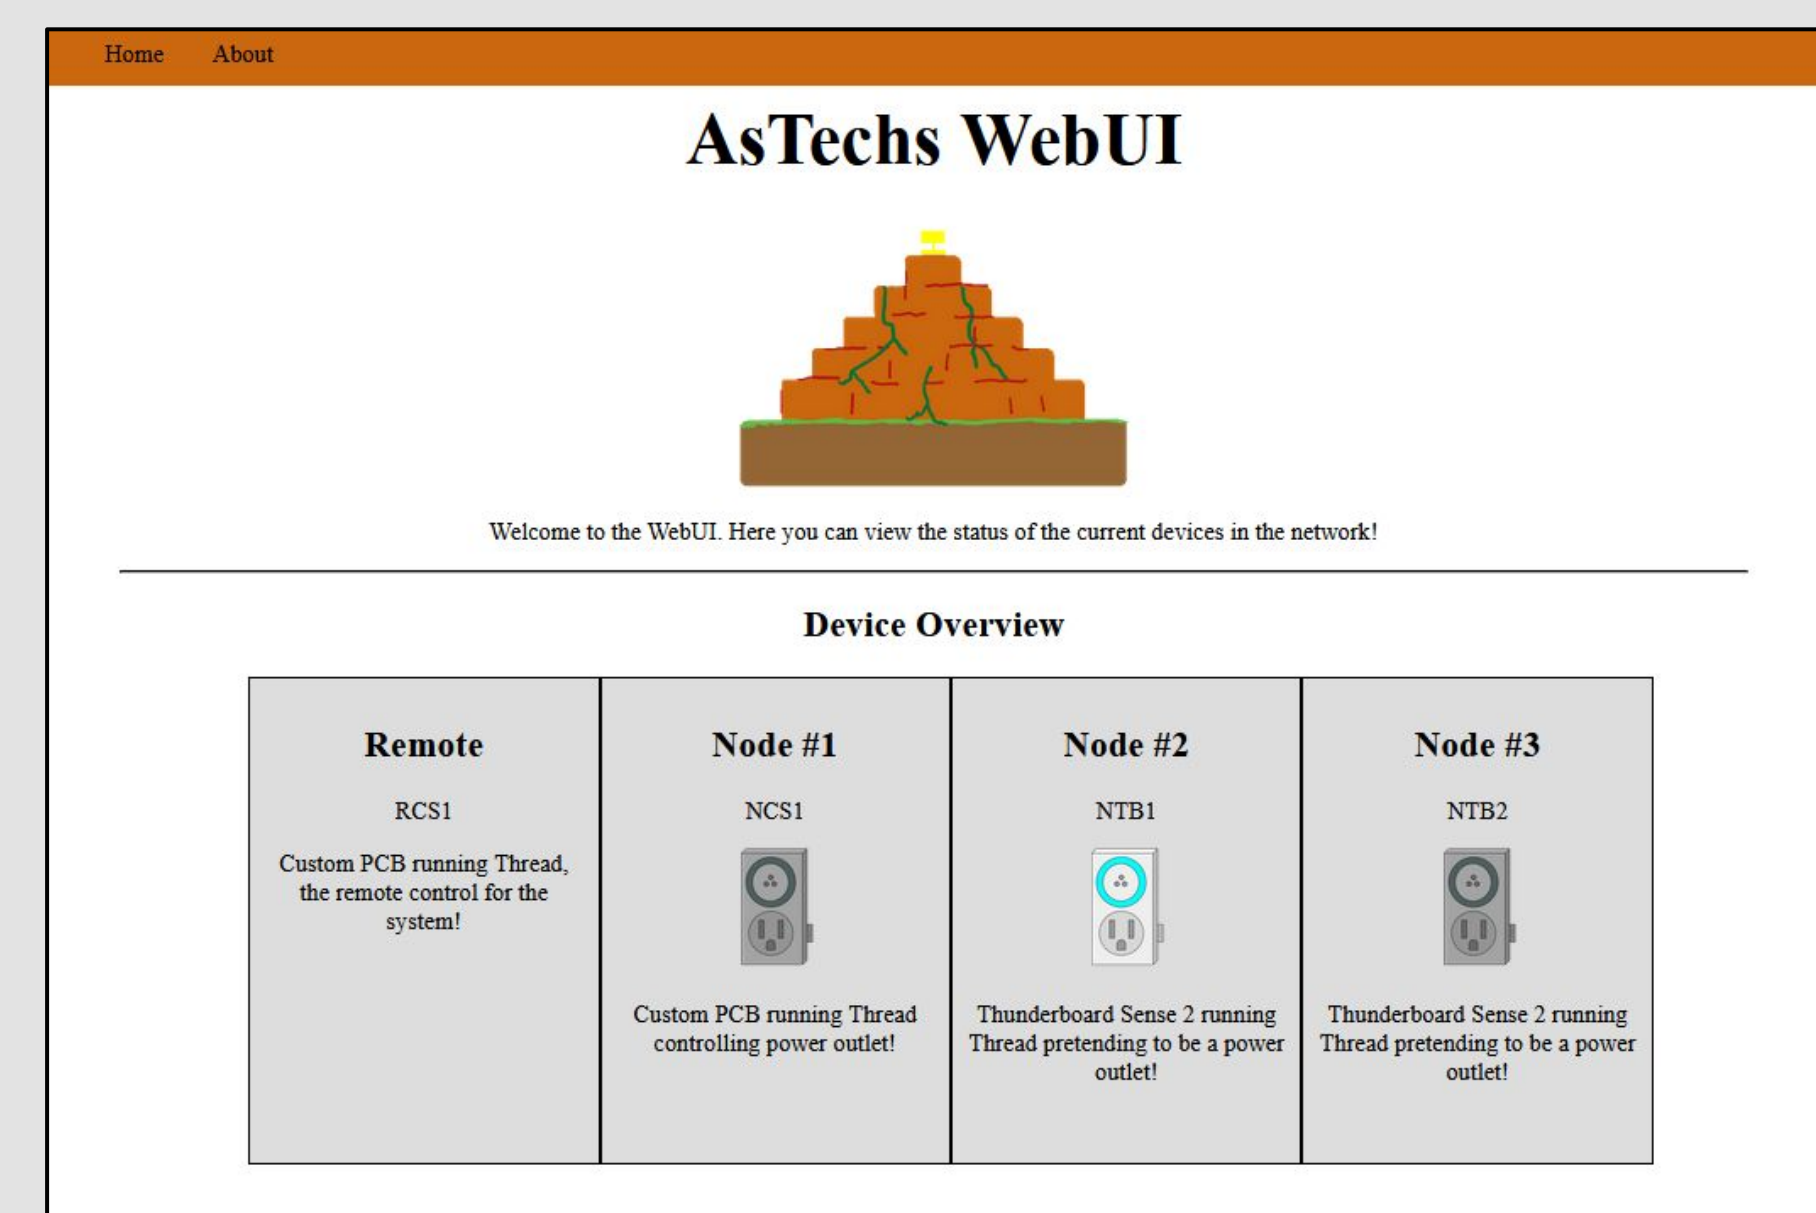 Home About
AsTechs WebUI
Welcome to the WebUI. Here you can view the status of the current devices in the network!
Device Overview
Remote
RCS1
Custom PCB running Thread,
the remote control for the
system!
Node #1
NCS1
Custom PCB running Thread
controlling power outlet!
Node #2
NTB1
Thunderboard Sense 2 running
Thread pretending to be a power
outlet!
Node #3
NTB2
Thunderboard Sense 2 running
Thread pretending to be a power
outlet!